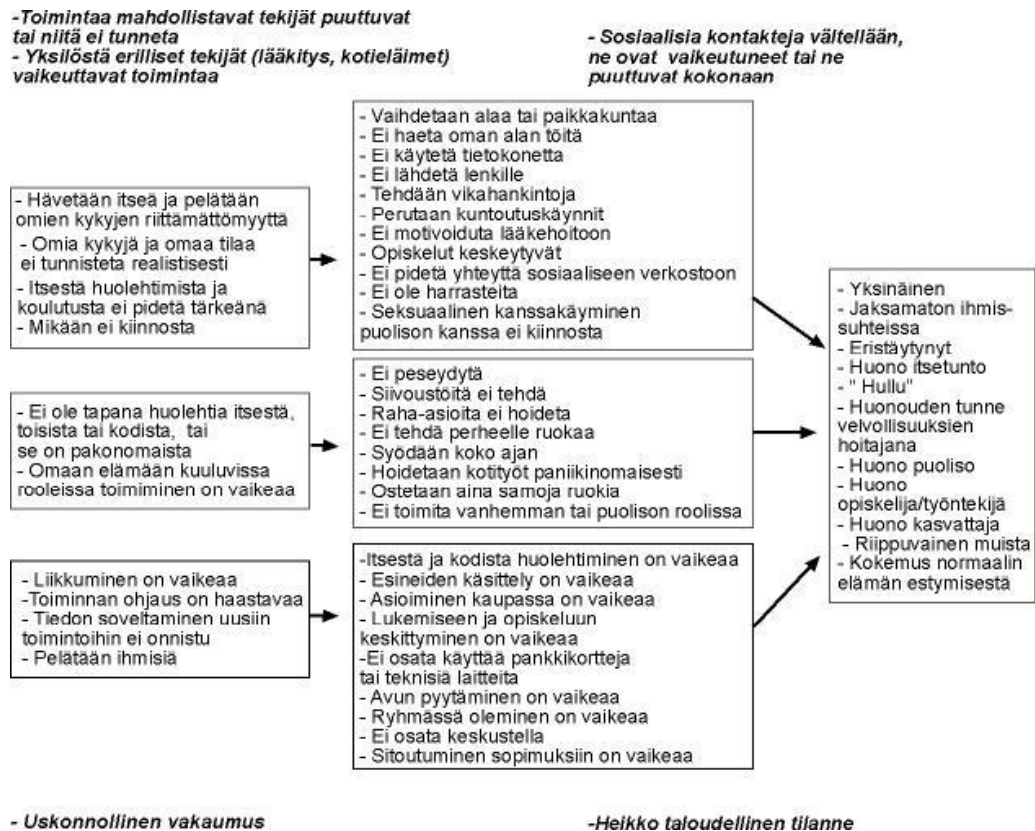 -Toimintaa mahdollistavat tekijät puuttuvat
tai niitä ei tunneta
- Yksilöstä erilliset tekijät (lääkitys, kotieläimet)
vaikeuttavat toimintaa
- Sosiaalisia kontakteja vältellään,
ne ovat vaikeutuneet tai ne
puuttuvat kokonaan
- Hävetään itseä ja pelätään
omien kykyjen riittämättömyyttä
- Omia kykyjä ja omaa tilaa
ei tunnisteta realistisesti
- Itsestä huolehtimista ja
koulutusta ei pidetä tärkeänä
- Mikään ei kiinnosta
- Vaihdetaan alaa tai paikkakuntaa
- Ei haeta oman alan töitä
- Ei käytetä tietokonetta
- Ei lähdetä lenkille
- Tehdään vikahankintoja
- Perutaan kuntoutuskäynnit
- Ei motivoiduta lääkehoitoon
- Opiskelut keskeytyvät
- Ei pidetä yhteyttä sosiaaliseen verkostoon
- Ei ole harrasteita
- Seksuaalinen kanssakäyminen
puolison kanssa ei kiinnosta
- Ei ole tapana huolehtia itsestä,
toisista tai kodista, tai
se on pakonomaista
- Omaan elämään kuuluvissa
rooleissa toimiminen on vaikeaa
- Ei peseydytä
- Siivoustöitä ei tehdä
- Raha-asioita ei hoideta
- Ei tehdä perheelle ruokaa
- Syödään koko ajan
- Hoidetaan kotityöt paniikinomaisesti
- Ostetaan aina samoja ruokia
- Ei toimita vanhemman tai puolison roolissa
- Liikkuminen on vaikeaa
-Toiminnan ohjaus on haastavaa
- Tiedon soveltaminen uusiin
toimintoihin ei onnistu
- Pelätään ihmisiä
-Itsestä ja kodista huolehtiminen on vaikeaa
- Esineiden käsittely on vaikeaa
- Asioiminen kaupassa on vaikeaa
- Lukemiseen ja opiskeluun
keskittyminen on vaikeaa
-Ei osata käyttää pankkikortteja
tai teknisiä laitteita
- Avun pyytäminen on vaikeaa
- Ryhmässä oleminen on vaikeaa
- Ei osata keskustella
- Sitoutuminen sopimuksiin on vaikeaa
- Yksinäinen
- Jaksamaton ihmis-
suhteissa
- Eristäytynyt
- Huono itsetunto
- " Hullu"
- Huonouden tunne
velvollisuuksien
hoitajana
- Huono puoliso
- Huono
opiskelija/työntekijä
- Huono kasvattaja
- Riippuvainen muista
- Kokemus normaalin
elämän estymisestä
- Uskonnollinen vakaumus
-Heikko taloudellinen tilanne